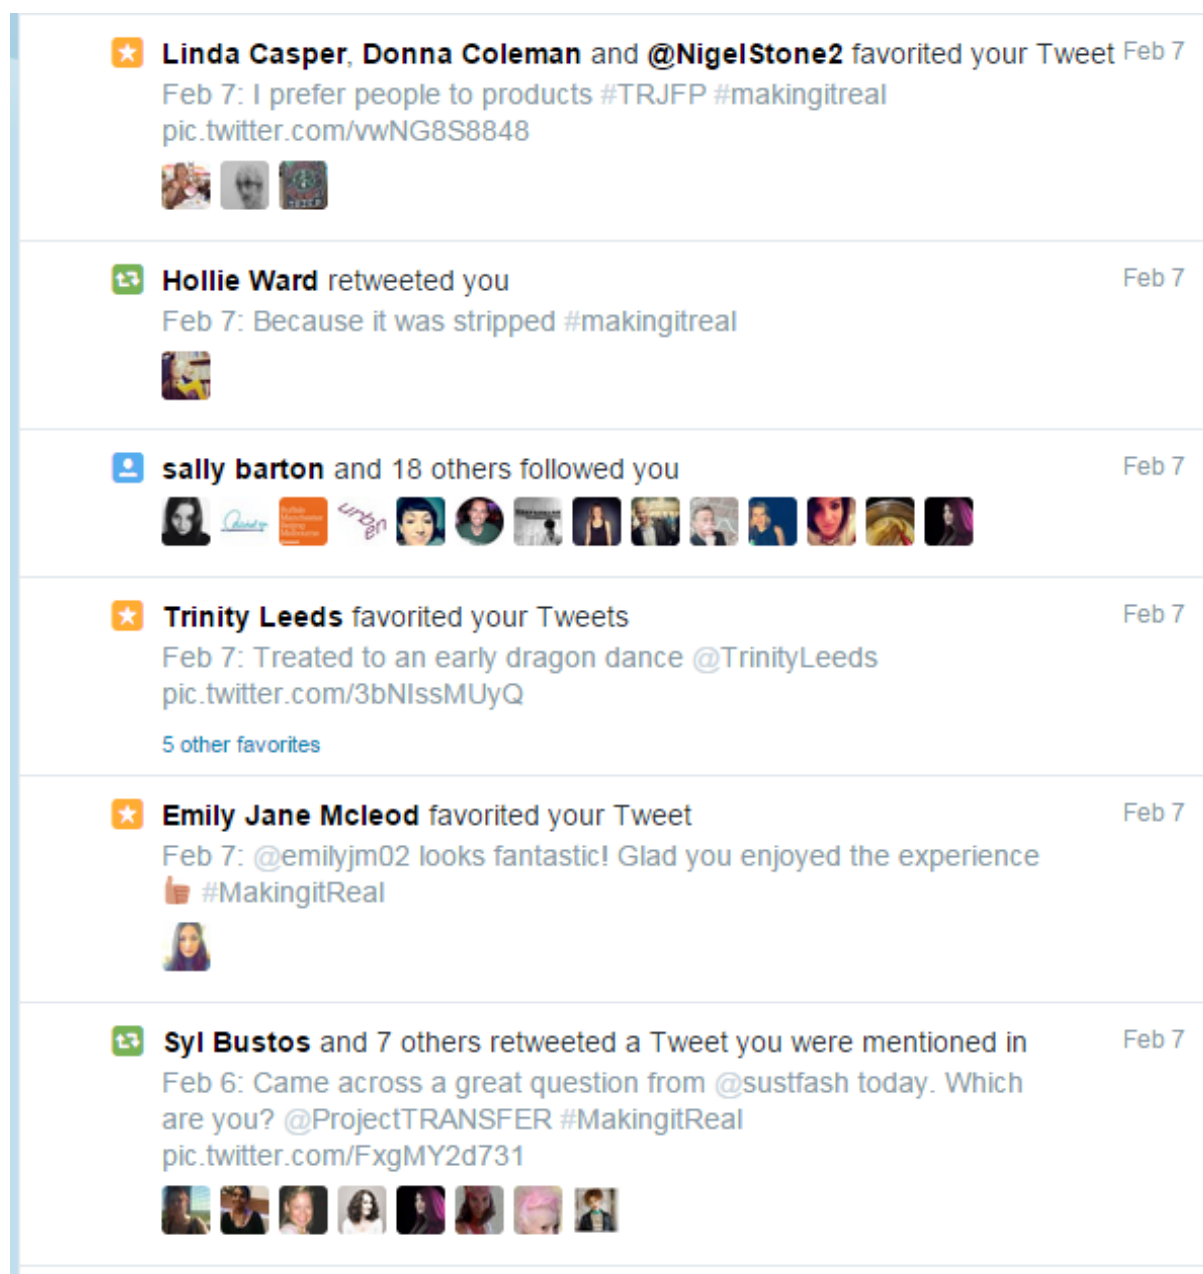 Linda Casper, Donna Coleman and @NigelStone2 favorited your Tweet Feb 7
Feb 7: I prefer people to products #TRJFP #makingitreal
pic.twitter.com/vwNG8S8848
Hollie Ward retweeted you Feb 7
Feb 7: Because it was stripped #makingitreal
sally barton and 18 others followed you Feb 7
Trinity Leeds favorited your Tweets Feb 7
Feb 7: Treated to an early dragon dance @TrinityLeeds
pic.twitter.com/3bNIssMUyQ
5 other favorites
Emily Jane Mcleod favorited your Tweet Feb 7
Feb 7: @emilyjm02 looks fantastic! Glad you enjoyed the experience
#MakingitReal
Syl Bustos and 7 others retweeted a Tweet you were mentioned in Feb 7
Feb 6: Came across a great question from @sustfash today. Which
are you? @ProjectTRANSFER #MakingitReal
pic.twitter.com/FxgMY2d731